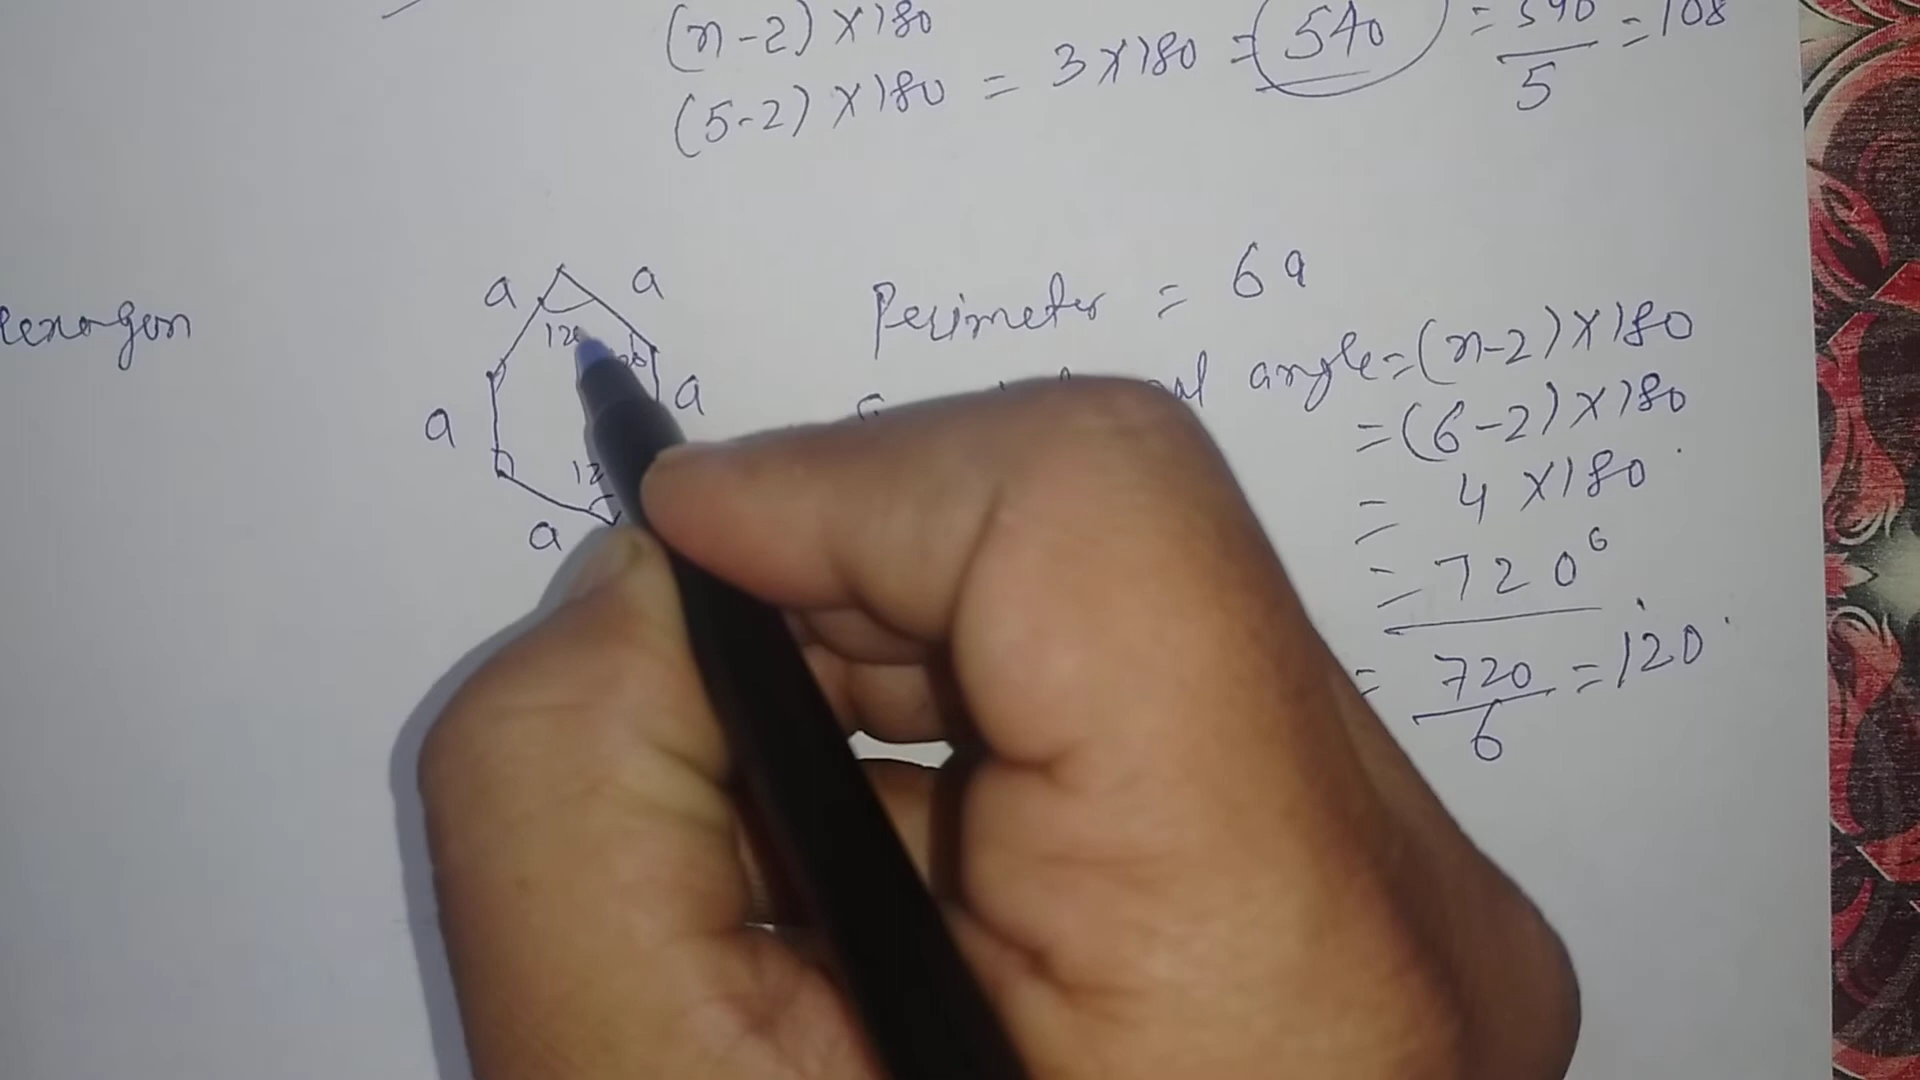 (n-2) X 180
(5-2) X 180 = 3 X 180 = 540 = 540/5 = 108
a a
120
a a
a
Perimeter = 6a
angle = (n-2) X 180
= (6-2) X 180
= 4 X 180
= 720°
= 720/6 = 120